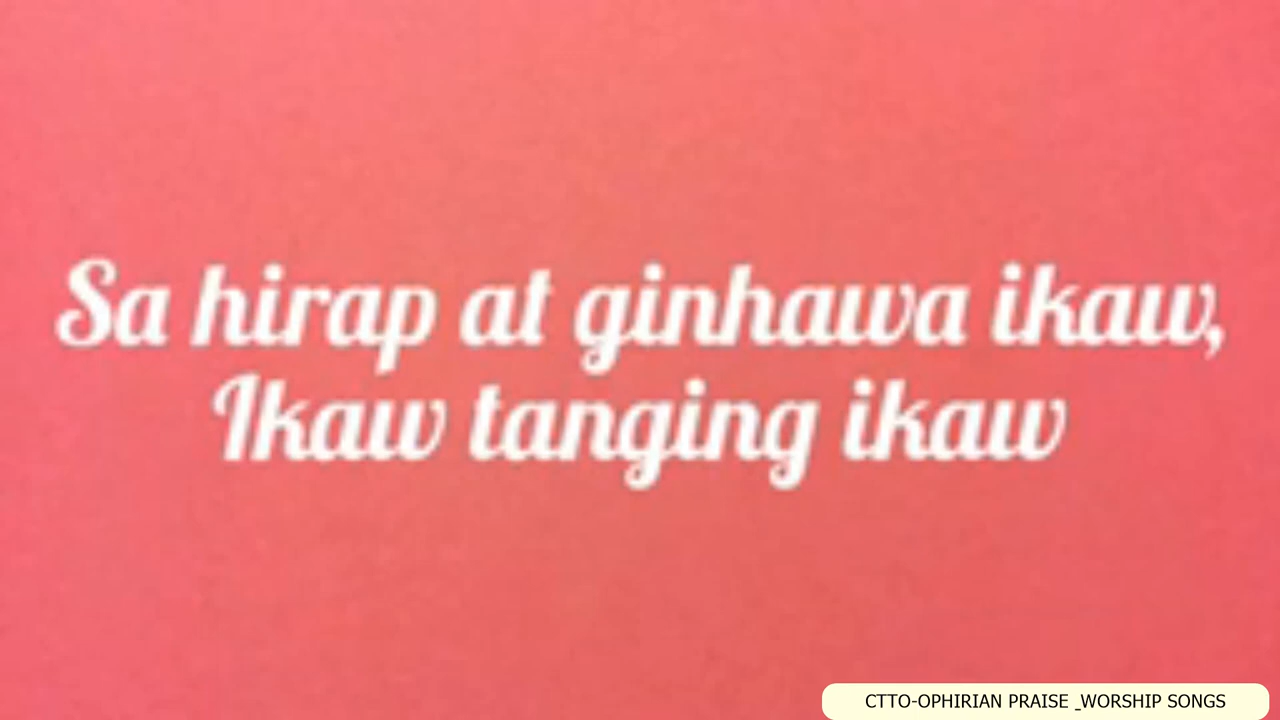 Sa hirap at ginhawa ikaw,
Ikaw tanging ikaw
CTTO-OPHIRIAN PRAISE _WORSHIP SONGS